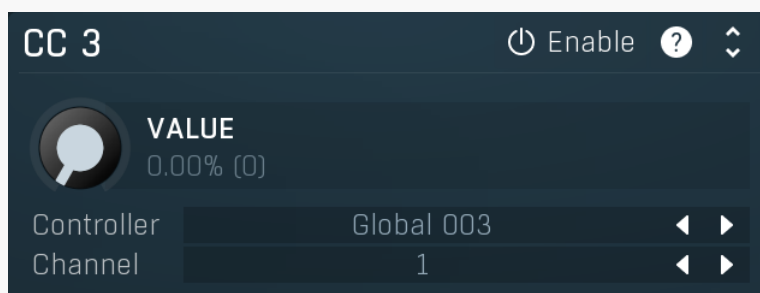 CC 3 Enable ?
VALUE
0.00% (0)
Controller Global 003
Channel 1